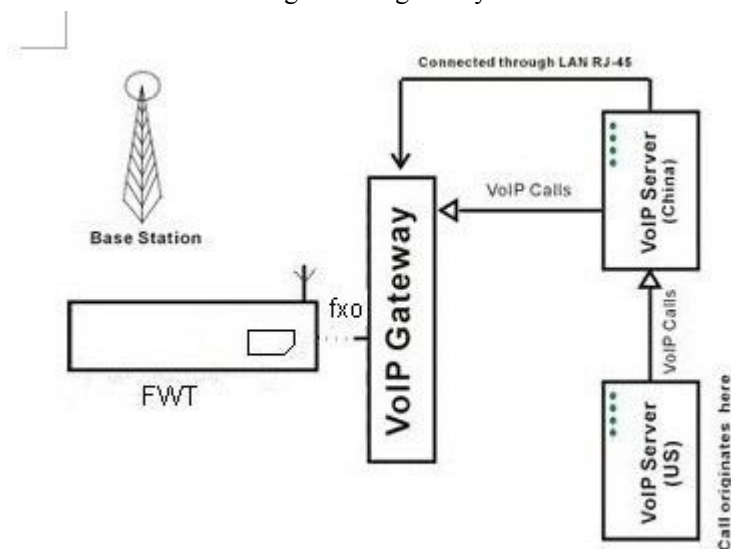 Connected through LAN RJ-45
Base Station
VoIP Calls
VoIP Server
(China)
fxo
VoIP Gateway
FWT
VoIP Calls
VoIP Server
(US)
Call originates here